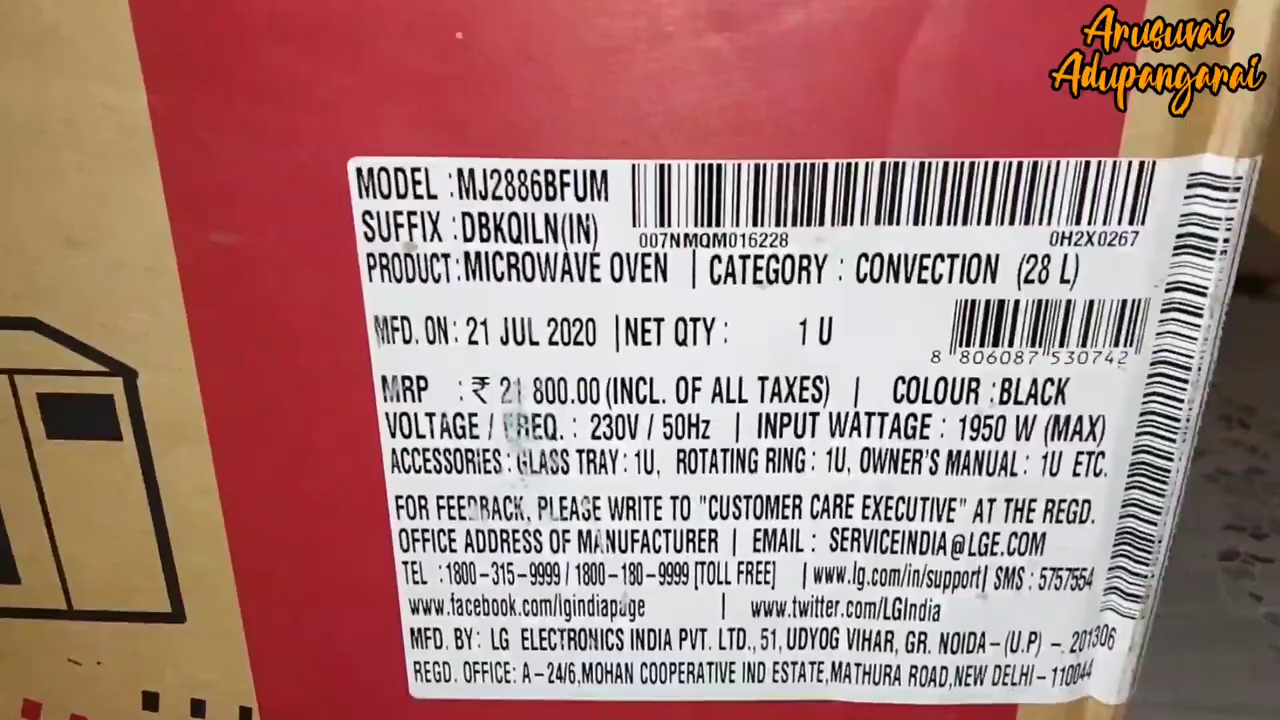 Arusuvai
Adupangarai
MODEL : MJ2886BFUM
SUFFIX : DBKQILN(IN)
007NMQM016228 0H2X0267
PRODUCT : MICROWAVE OVEN | CATEGORY : CONVECTION (28 L)
MFD. ON : 21 JUL 2020 | NET QTY : 1 U
8 806087 530742
MRP : ₹ 21 800.00 (INCL. OF ALL TAXES) | COLOUR : BLACK
VOLTAGE / FREQ. : 230V / 50Hz | INPUT WATTAGE : 1950 W (MAX)
ACCESSORIES : GLASS TRAY : 1U, ROTATING RING : 1U, OWNER'S MANUAL : 1U ETC.
FOR FEEDBACK, PLEASE WRITE TO "CUSTOMER CARE EXECUTIVE" AT THE REGD.
OFFICE ADDRESS OF MANUFACTURER | EMAIL : SERVICEINDIA@LGE.COM
TEL : 1800-315-9999 / 1800-180-9999 [TOLL FREE] | www.lg.com/in/support | SMS : 5757554
www.facebook.com/lgindiapage | www.twitter.com/LGIndia
MFD. BY : LG ELECTRONICS INDIA PVT. LTD., 51, UDYOG VIHAR, GR. NOIDA-(U.P) -. 201306
REGD. OFFICE: A-24/6, MOHAN COOPERATIVE IND ESTATE, MATHURA ROAD, NEW DELHI-110044